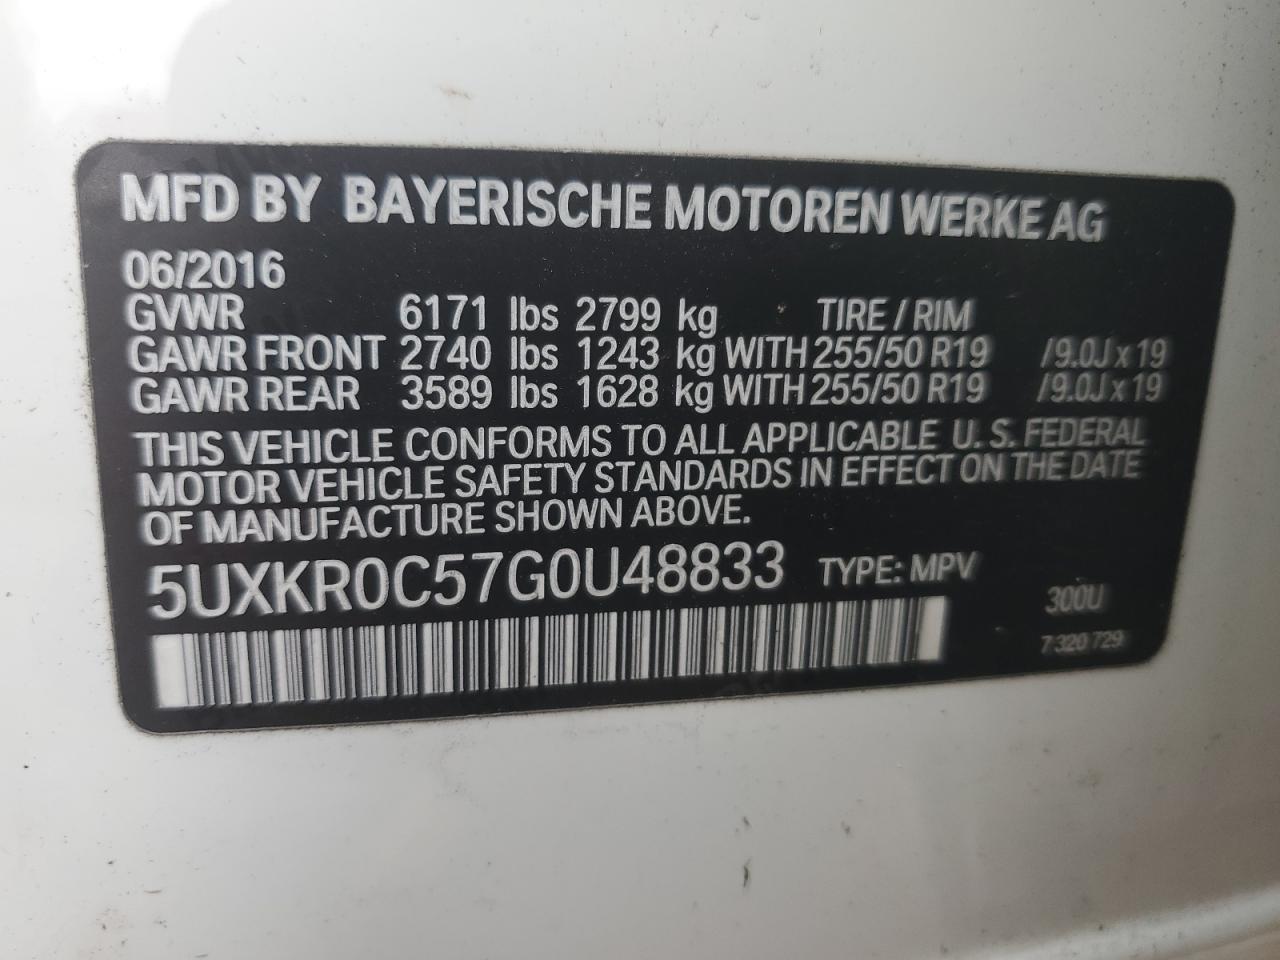 MFD BY BAYERISCHE MOTOREN WERKE AG
06/2016
GVWR 6171 lbs 2799 kg TIRE / RIM
GAWR FRONT 2740 lbs 1243 kg WITH 255/50 R19 /9.0J x 19
GAWR REAR 3589 lbs 1628 kg WITH 255/50 R19 /9.0J x 19
THIS VEHICLE CONFORMS TO ALL APPLICABLE U. S. FEDERAL
MOTOR VEHICLE SAFETY STANDARDS IN EFFECT ON THE DATE
OF MANUFACTURE SHOWN ABOVE.
5UXKR0C57G0U48833 TYPE: MPV
300U
7 320 729